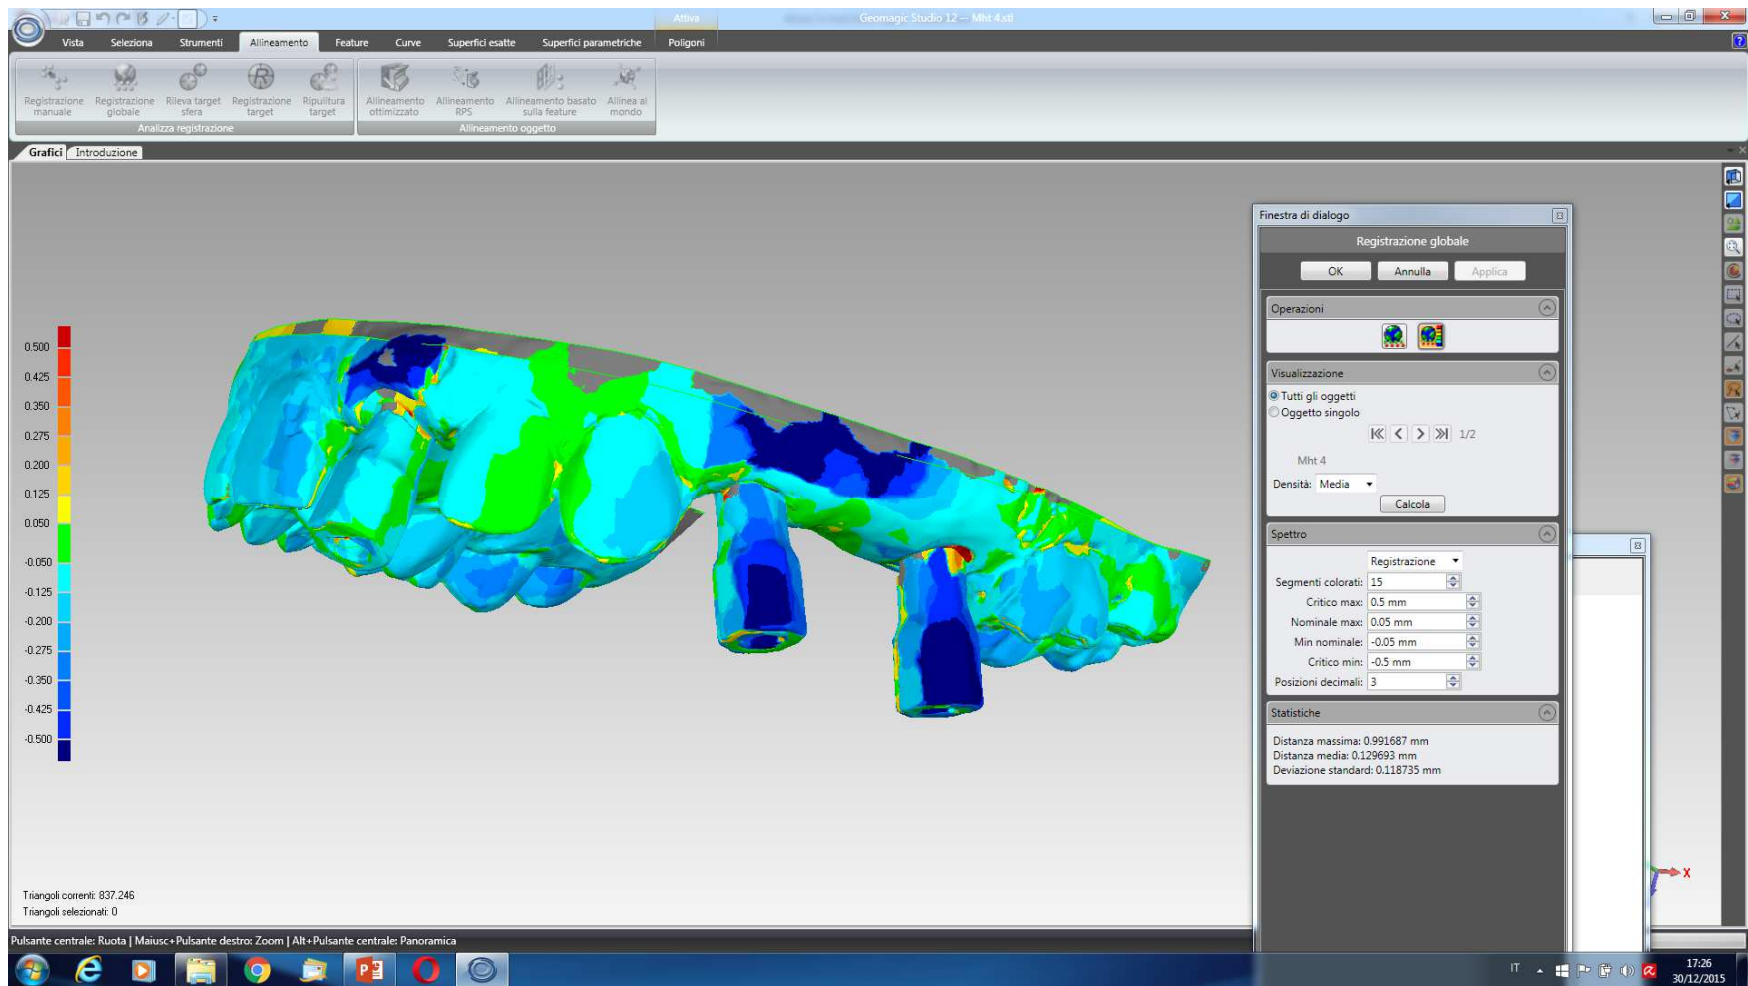 Attiva
Geomagic Studio 12 — Mht 4.stl
Vista Seleziona Strumenti Allineamento Feature Curve Superfici esatte Superfici parametriche Poligoni
Registrazione manuale
Registrazione globale
Rileva target sfera
Registrazione target
Ripulitura target
Allineamento ottimizzato
Allineamento RPS
Allineamento basato sulla feature
Allinea al mondo
Analizza registrazione
Allineamento oggetto
Grafici Introduzione
0.500
0.425
0.350
0.275
0.200
0.125
0.050
-0.050
-0.125
-0.200
-0.275
-0.350
-0.425
-0.500
Finestra di dialogo
Registrazione globale
OK Annulla Applica
Operazioni
Visualizzazione
Tutti gli oggetti
Oggetto singolo
1/2
Mht 4
Densità: Media
Calcola
Spettro
Registrazione
Segmenti colorati: 15
Critico max: 0.5 mm
Nominale max: 0.05 mm
Min nominale: -0.05 mm
Critico min: -0.5 mm
Posizioni decimali: 3
Statistiche
Distanza massima: 0.991687 mm
Distanza media: 0.129693 mm
Deviazione standard: 0.118735 mm
X
Triangoli correnti: 837.246
Triangoli selezionati: 0
Pulsante centrale: Ruota | Maiusc+Pulsante destro: Zoom | Alt+Pulsante centrale: Panoramica
IT
17:26
30/12/2015